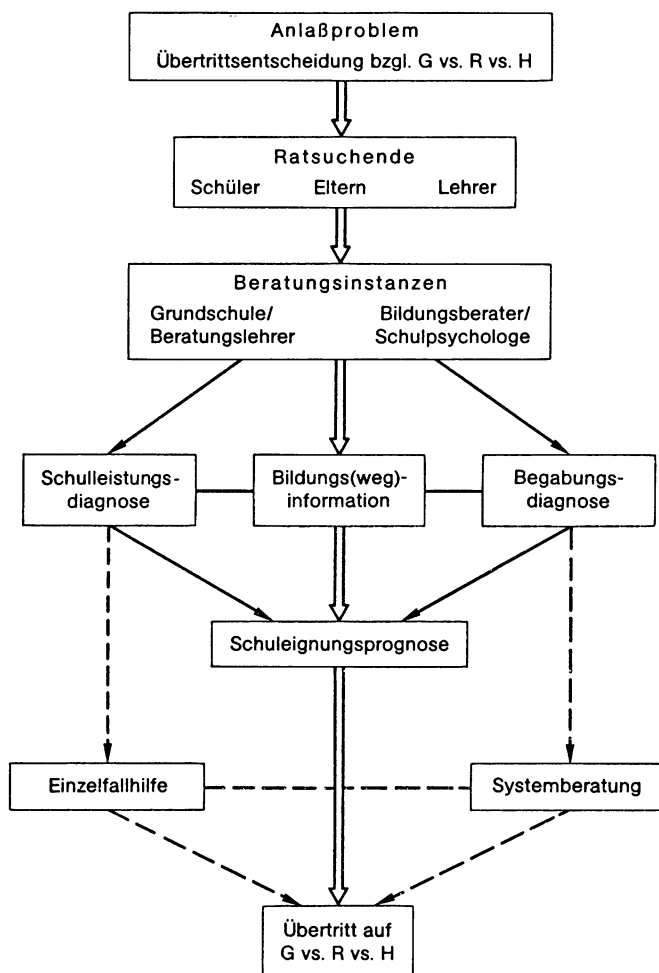 Anlaßproblem
Übertrittsentscheidung bzgl. G vs. R vs. H
Ratsuchende
Schüler Eltern Lehrer
Beratungsinstanzen
Grundschule/ Bildungsberater/
Beratungslehrer Schulpsychologe
Schulleistungs-
diagnose
Bildungs(weg)-
information
Begabungs-
diagnose
Schuleignungsprognose
Einzelfallhilfe
Systemberatung
Übertritt auf
G vs. R vs. H